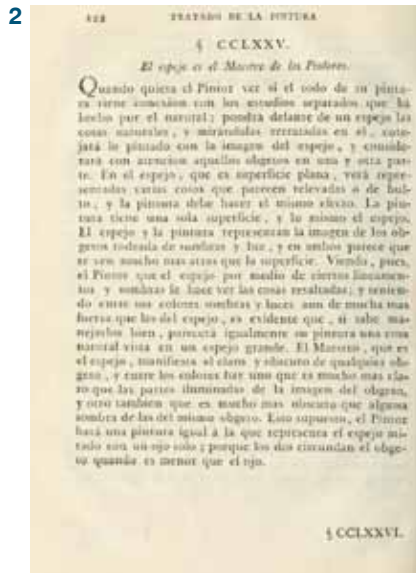 2
122 TRATADO DE LA PINTURA
§ CCLXXV.
El espejo es el Maestro de los Pintores.
Quando quiera el Pintor ver si el todo de su pintu-
ra tiene conexîon con los estudios separados que ha
hecho por el natural; pondrá delante de un espejo las
cosas naturales, y mirándolas retratadas en él, cote-
jará lo pintado con la imagen del espejo, y conside-
rará con atencion aquellos objetos en una y otra par-
te. En el espejo, que es superficie plana, verá repre-
sentadas varias cosas que parecen relevadas ó de bul-
to, y la pintura debe hacer el mismo efecto. La pin-
tura tiene una sola superficie, y lo mismo el espejo.
El espejo y la pintura representan la imagen de los ob-
getos rodeada de sombras y luz, y en ambos parece que
se ven mucho mas atras que la superficie. Viendo, pues,
el Pintor que el espejo por medio de ciertos lineamen-
tos y sombras le hace ver las cosas resaltadas; y tenien-
do entre sus colores sombras y luces aun de mucha mas
fuerza que las del espejo, es evidente que, si sabe ma-
nejarlos bien, parecerá igualmente su pintura una cosa
natural vista en un espejo grande. El Maestro, que es
el espejo, manifiesta el claro y obscuro de qualquier ob-
geto, y entre los colores hay uno que es mucho mas cla-
ro que las partes iluminadas de la imagen del obgeto,
y otro tambien que es mucho mas obscuro que alguna
sombra de las del mismo obgeto. Esto supuesto, el Pintor
hará una pintura igual á la que representa el espejo mi-
rado con un ojo solo; porque los dos circundan el obge-
to quando es menor que el ojo.
§ CCLXXVI.